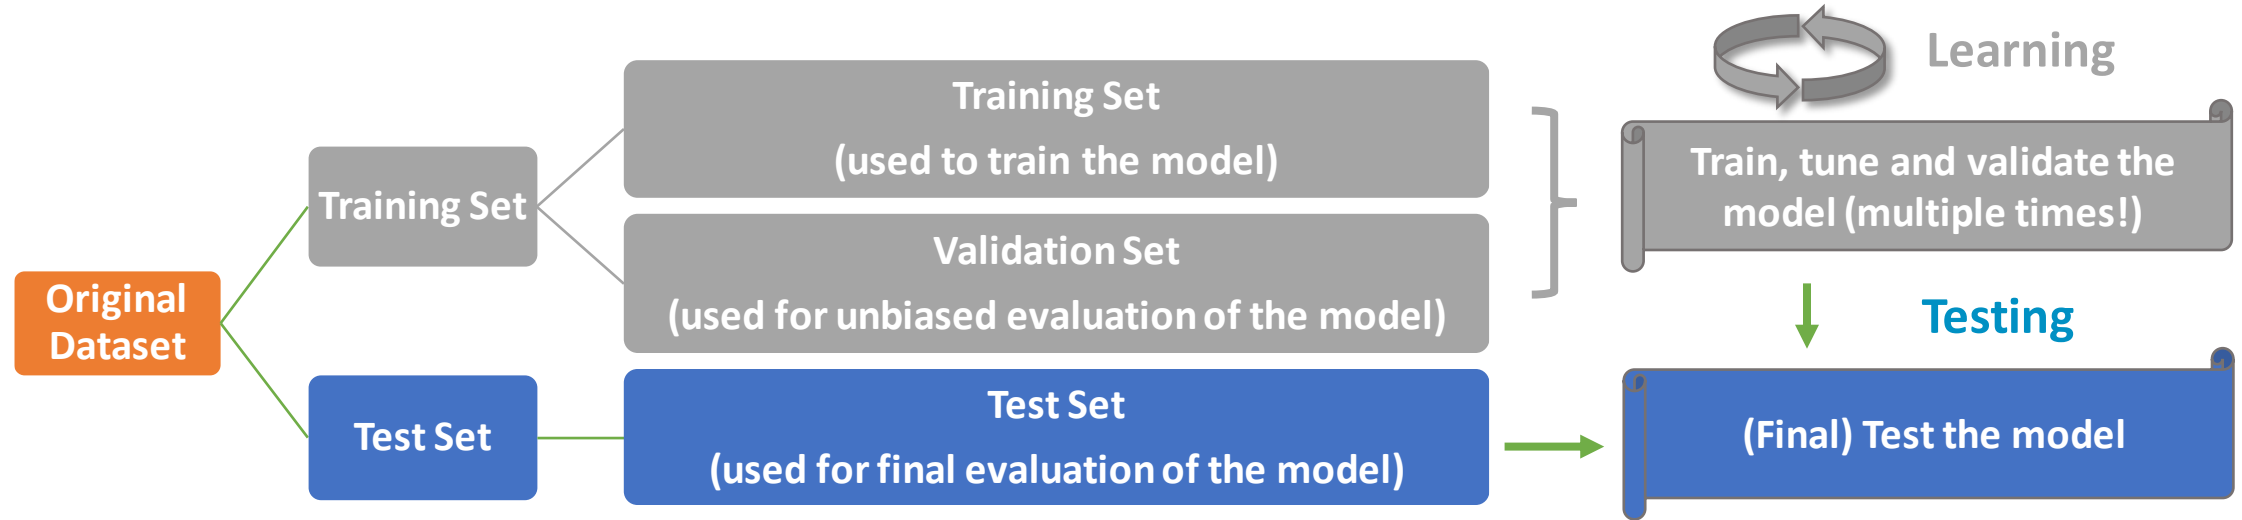 Original
Dataset
Training Set
Test Set
Training Set
(used to train the model)
Validation Set
(used for unbiased evaluation of the model)
Test Set
(used for final evaluation of the model)
Learning
Train, tune and validate the
model (multiple times!)
Testing
(Final) Test the model